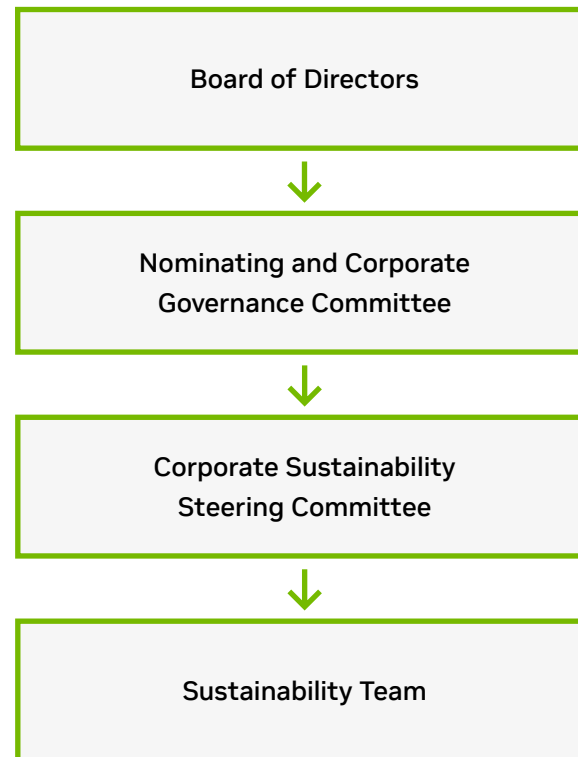 Board of Directors
Nominating and Corporate
Governance Committee
Corporate Sustainability
Steering Committee
Sustainability Team